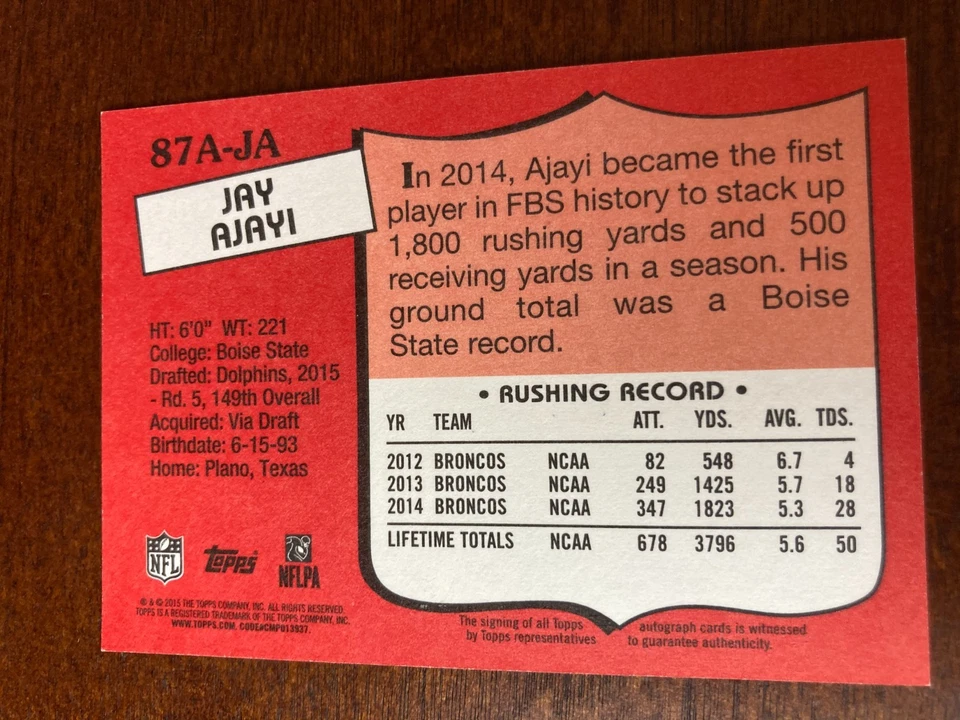 87A-JA
JAY
AJAYI
HT: 6'0" WT: 221
College: Boise State
Drafted: Dolphins, 2015
- Rd. 5, 149th Overall
Acquired: Via Draft
Birthdate: 6-15-93
Home: Plano, Texas
In 2014, Ajayi became the first
player in FBS history to stack up
1,800 rushing yards and 500
receiving yards in a season. His
ground total was a Boise
State record.
• RUSHING RECORD •
YR TEAM ATT. YDS. AVG. TDS.
2012 BRONCOS NCAA 82 548 6.7 4
2013 BRONCOS NCAA 249 1425 5.7 18
2014 BRONCOS NCAA 347 1823 5.3 28
LIFETIME TOTALS NCAA 678 3796 5.6 50
NFL
Topps
NFLPA
® & © 2015 THE TOPPS COMPANY, INC. ALL RIGHTS RESERVED.
TOPPS IS A REGISTERED TRADEMARK OF THE TOPPS COMPANY, INC.
WWW.TOPPS.COM. CODE#CMP013937.
The signing of all Topps autograph cards is witnessed
by Topps representatives to guarantee authenticity.